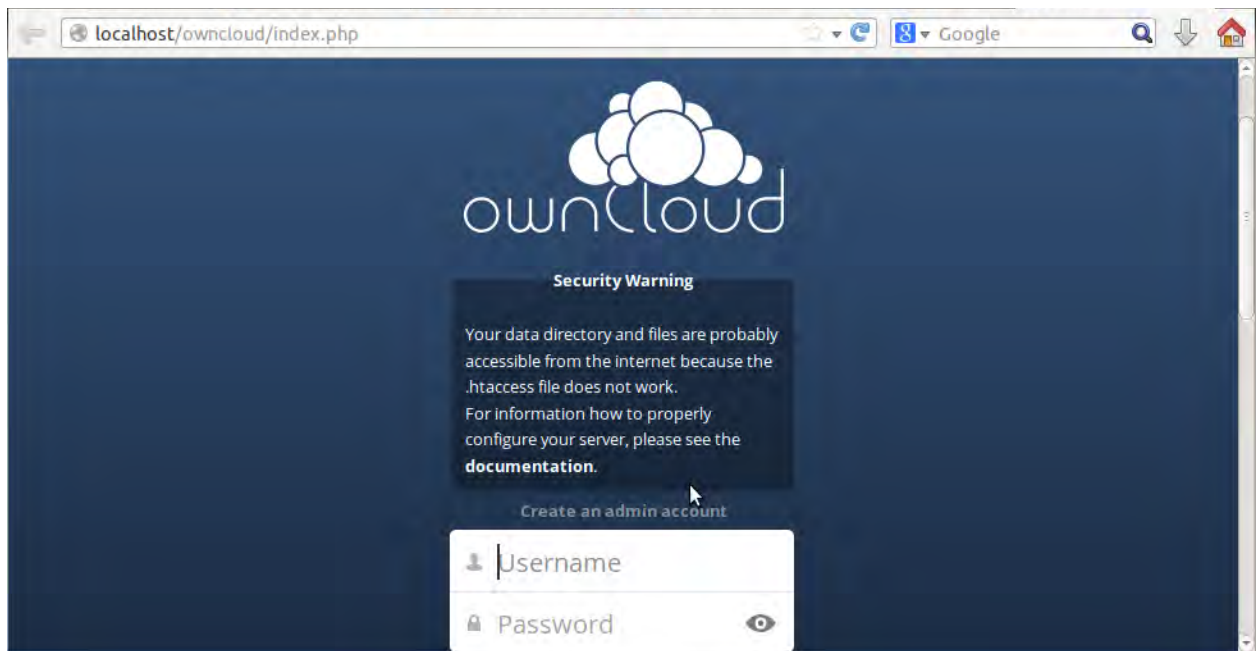 localhost/owncloud/index.php
Google
ownCloud
Security Warning
Your data directory and files are probably
accessible from the internet because the
.htaccess file does not work.
For information how to properly
configure your server, please see the
documentation.
Create an admin account
Username
Password